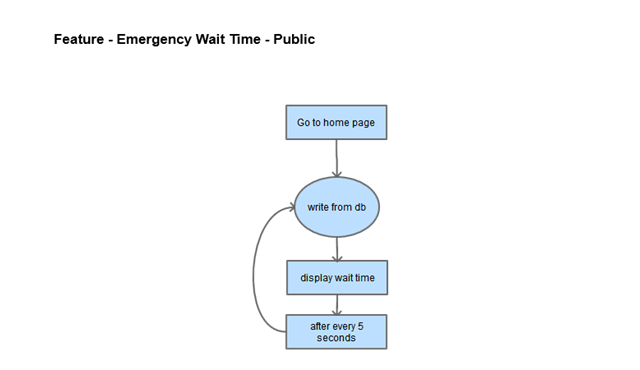 Feature - Emergency Wait Time - Public
Go to home page
write from db
display wait time
after every 5
seconds